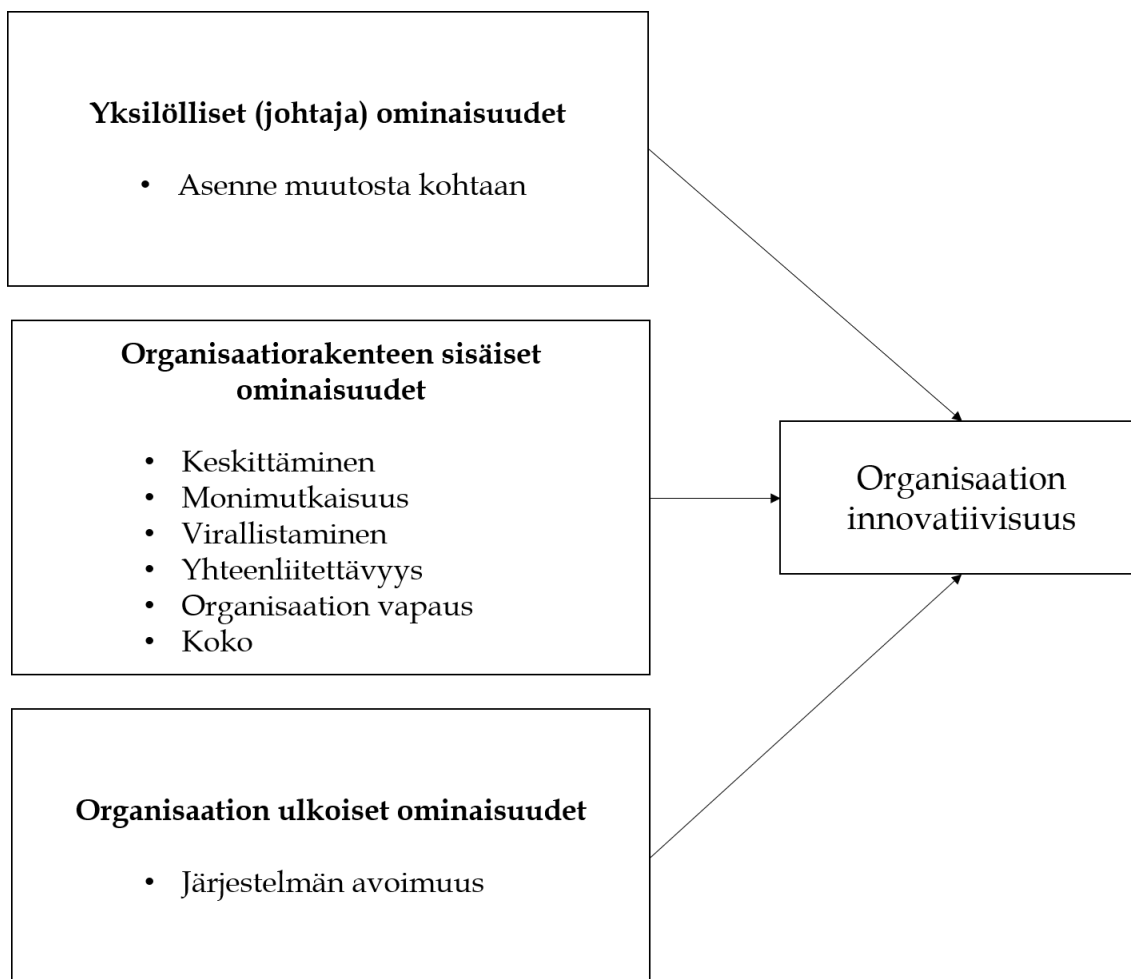 Yksilölliset (johtaja) ominaisuudet
• Asenne muutosta kohtaan
Organisaatiorakenteen sisäiset
ominaisuudet
• Keskittäminen
• Monimutkaisuus
• Virallistaminen
• Yhteenliitettävyys
• Organisaation vapaus
• Koko
Organisaation ulkoiset ominaisuudet
• Järjestelmän avoimuus
Organisaation
innovatiivisuus